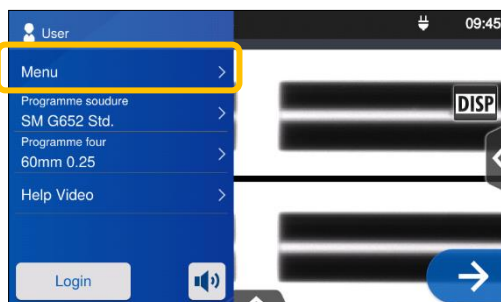 User
09:45
Menu
Programme soudure
SM G652 Std.
DISP
Programme four
60mm 0.25
Help Video
Login